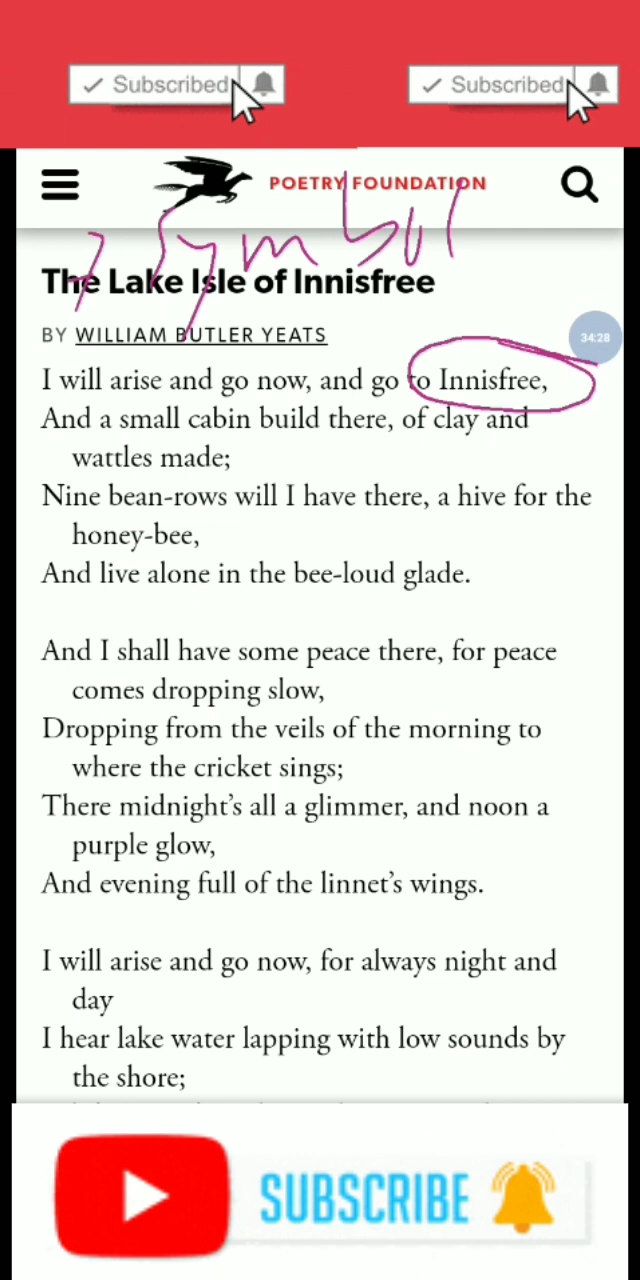 Subscribed Subscribed
POETRY FOUNDATION
7 Symbol
The Lake Isle of Innisfree
BY WILLIAM BUTLER YEATS
34:28
I will arise and go now, and go to Innisfree,
And a small cabin build there, of clay and
wattles made;
Nine bean-rows will I have there, a hive for the
honey-bee,
And live alone in the bee-loud glade.
And I shall have some peace there, for peace
comes dropping slow,
Dropping from the veils of the morning to
where the cricket sings;
There midnight’s all a glimmer, and noon a
purple glow,
And evening full of the linnet’s wings.
I will arise and go now, for always night and
day
I hear lake water lapping with low sounds by
the shore;
SUBSCRIBE